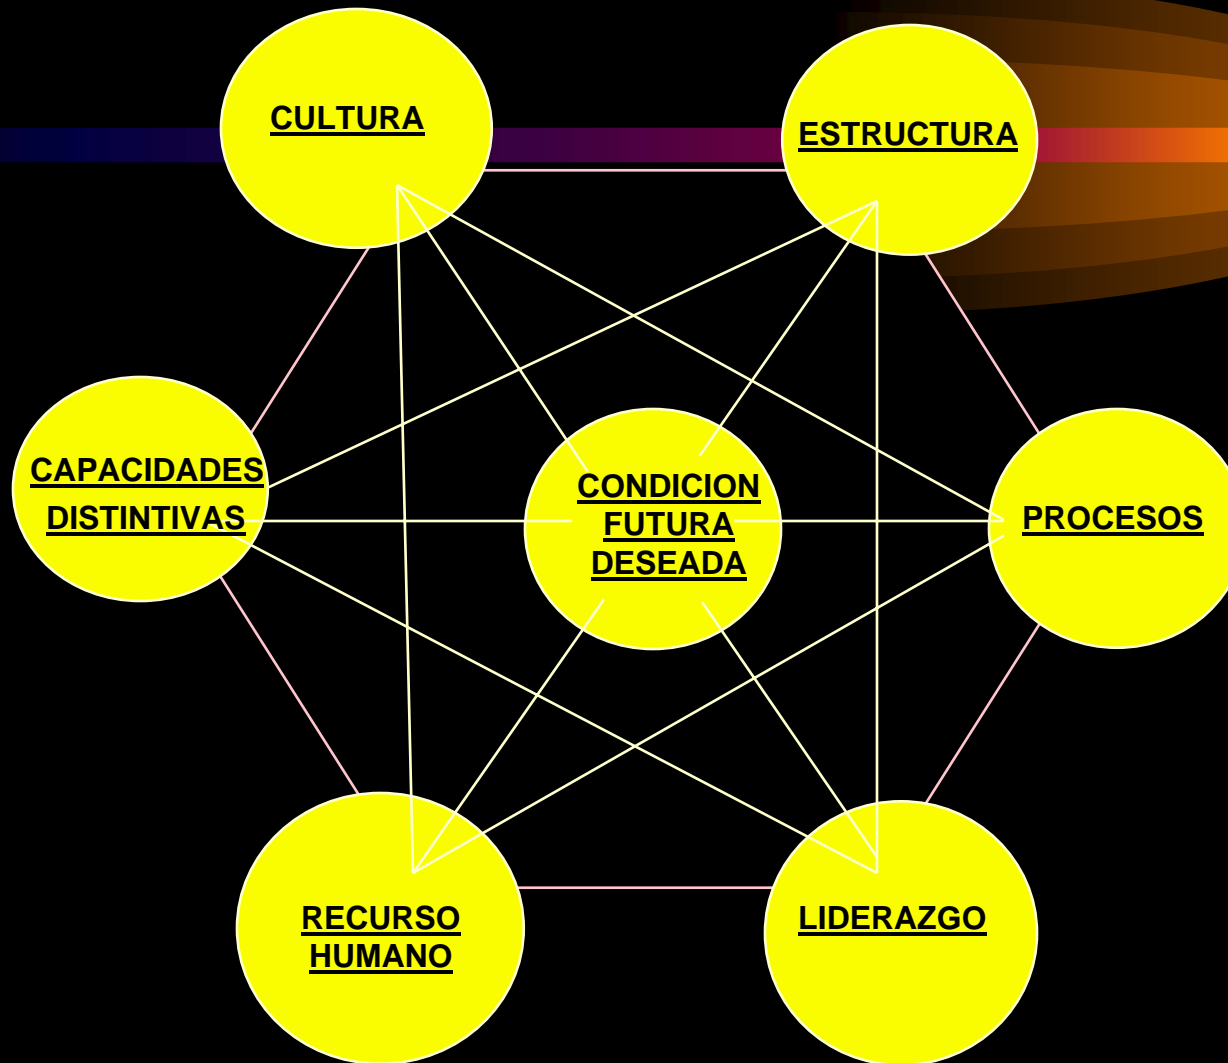 CULTURA
ESTRUCTURA
CAPACIDADES
DISTINTIVAS
CONDICION
FUTURA
DESEADA
PROCESOS
RECURSO
HUMANO
LIDERAZGO